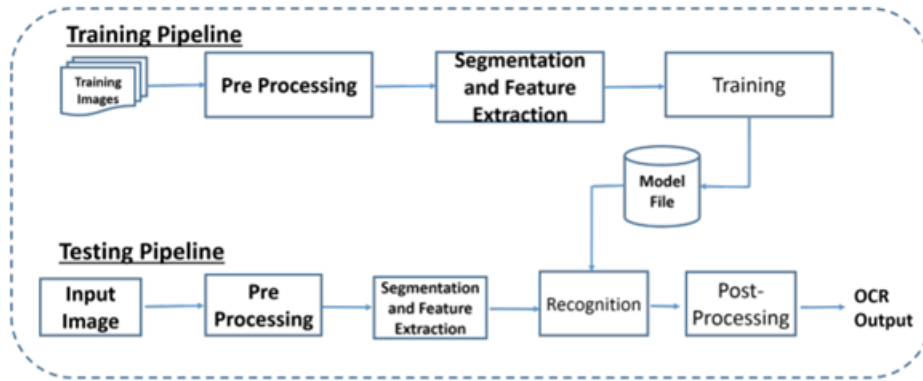 Training Pipeline
Training
Images
Pre Processing
Segmentation
and Feature
Extraction
Training
Model
File
Testing Pipeline
Input
Image
Pre
Processing
Segmentation
and Feature
Extraction
Recognition
Post-
Processing
OCR
Output